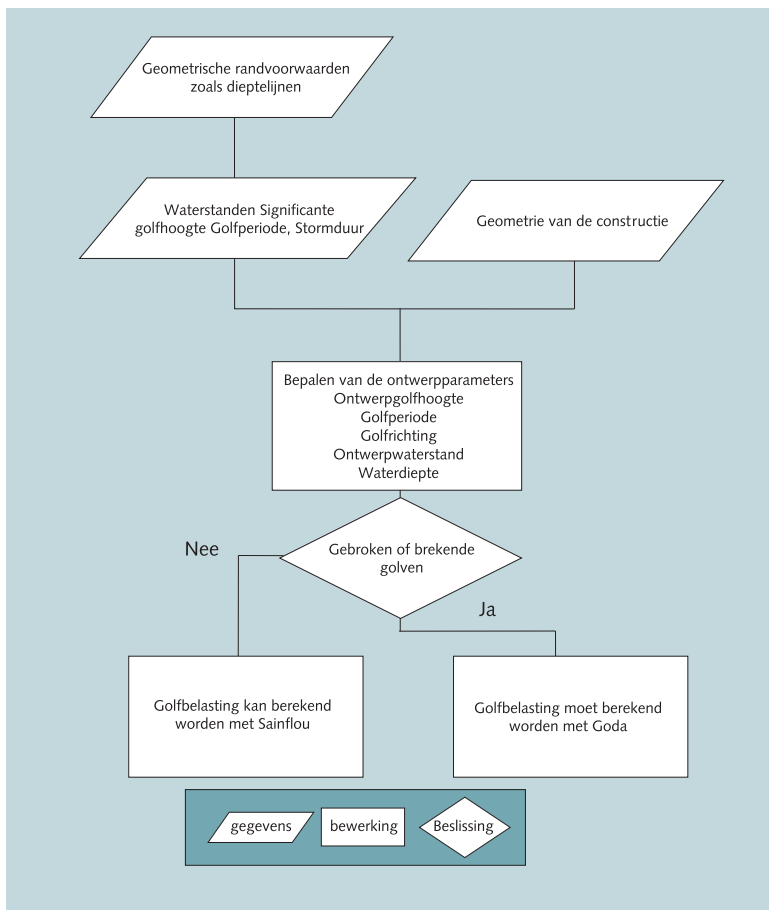 Geometrische randvoorwaarden
zoals dieptelijnen
Waterstanden Significante
golfhoogte Golfperiode, Stormduur
Geometrie van de constructie
Bepalen van de ontwerpparameters
Ontwerpgolfhoogte
Golfperiode
Golfrichting
Ontwerpwaterstand
Waterdiepte
Gebroken of brekende
golven
Nee
Ja
Golfbelasting kan berekend
worden met Sainflou
Golfbelasting moet berekend
worden met Goda
gegevens
bewerking
Beslissing